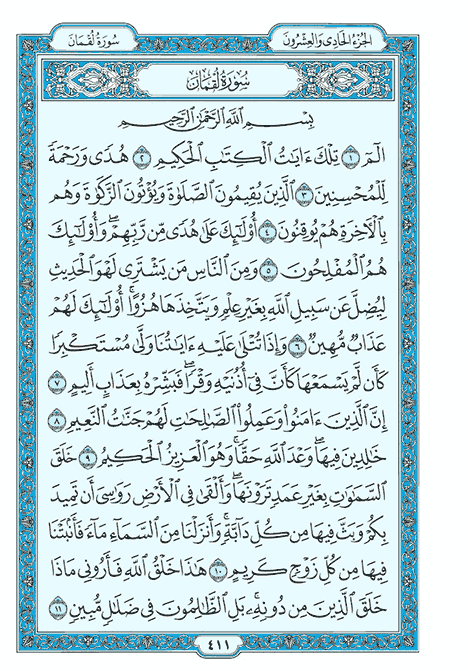 الجزء الحادي والعشرون
سورة لقمان
سُورَةُ لُقْمَانَ
بِسْمِ ٱللَّهِ ٱلرَّحْمَٰنِ ٱلرَّحِيمِ
الٓمٓ ١ تِلْكَ ءَايَٰتُ ٱلْكِتَٰبِ ٱلْحَكِيمِ ٢ هُدًى وَرَحْمَةً
لِّلْمُحْسِنِينَ ٣ ٱلَّذِينَ يُقِيمُونَ ٱلصَّلَوٰةَ وَيُؤْتُونَ ٱلزَّكَوٰةَ وَهُم
بِٱلْءَاخِرَةِ هُمْ يُوقِنُونَ ٤ أُو۟لَٰٓئِكَ عَلَىٰ هُدًى مِّن رَّبِّهِمْ ۖ وَأُو۟لَٰٓئِكَ
هُمُ ٱلْمُفْلِحُونَ ٥ وَمِنَ ٱلنَّاسِ مَن يَشْتَرِى لَهْوَ ٱلْحَدِيثِ
لِيُضِلَّ عَن سَبِيلِ ٱللَّهِ بِغَيْرِ عِلْمٍ وَيَتَّخِذَهَا هُزُوًا ۚ أُو۟لَٰٓئِكَ لَهُمْ
عَذَابٌ مُّهِينٌ ٦ وَإِذَا تُتْلَىٰ عَلَيْهِ ءَايَٰتُنَا وَلَّىٰ مُسْتَكْبِرًا
كَأَن لَّمْ يَسْمَعْهَا كَأَنَّ فِىٓ أُذُنَيْهِ وَقْرًا ۖ فَبَشِّرْهُ بِعَذَابٍ أَلِيمٍ ٧
إِنَّ ٱلَّذِينَ ءَامَنُوا۟ وَعَمِلُوا۟ ٱلصَّٰلِحَٰتِ لَهُمْ جَنَّٰتُ ٱلنَّعِيمِ ٨
خَٰلِدِينَ فِيهَا ۖ وَعْدَ ٱللَّهِ حَقًّا ۚ وَهُوَ ٱلْعَزِيزُ ٱلْحَكِيمُ ٩ خَلَقَ
ٱلسَّمَٰوَٰتِ بِغَيْرِ عَمَدٍ تَرَوْنَهَا ۖ وَأَلْقَىٰ فِى ٱلْأَرْضِ رَوَٰسِىَ أَن تَمِيدَ
بِكُمْ وَبَثَّ فِيهَا مِن كُلِّ دَآبَّةٍ ۚ وَأَنزَلْنَا مِنَ ٱلسَّمَآءِ مَآءً فَأَنۢبَتْنَا
فِيهَا مِن كُلِّ زَوْجٍ كَرِيمٍ ١٠ هَٰذَا خَلْقُ ٱللَّهِ فَأَرُونِى مَاذَا
خَلَقَ ٱلَّذِينَ مِن دُونِهِۦ ۚ بَلِ ٱلظَّٰلِمُونَ فِى ضَلَٰلٍ مُّبِينٍ ١١
٤١١